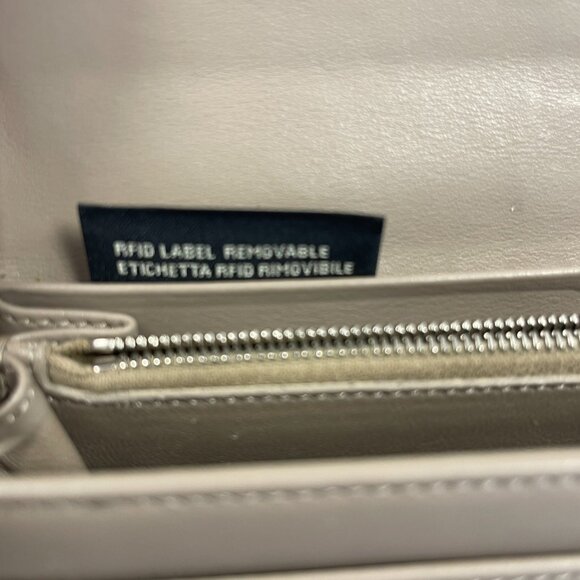 RFID LABEL REMOVABLE
ETICHETTA RFID RIMOVIBILE